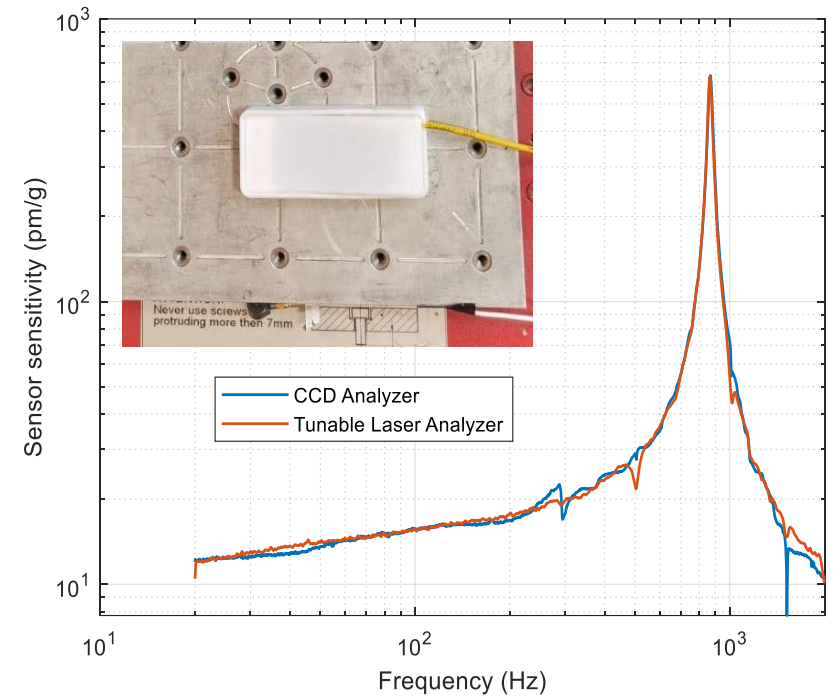 10³
10²
10¹
Sensor sensitivity (pm/g)
Never use screws
protruding more then 7mm
CCD Analyzer
Tunable Laser Analyzer
10¹
10²
10³
Frequency (Hz)